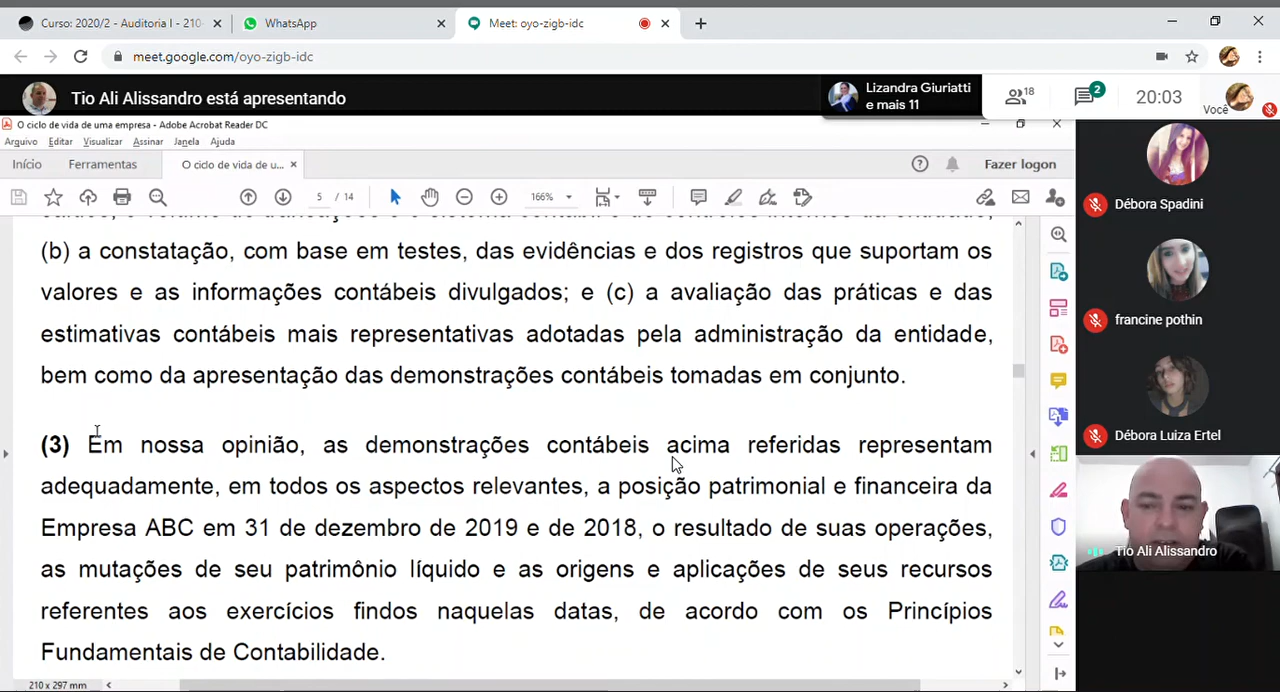 Curso: 2020/2 - Auditoria I - 210
WhatsApp
Meet: oyo-zigb-idc
meet.google.com/oyo-zigb-idc
Tio Ali Alissandro está apresentando
Lizandra Giuriatti
e mais 11
18
2
20:03
Você
O ciclo de vida de uma empresa - Adobe Acrobat Reader DC
Arquivo Editar Visualizar Assinar Janela Ajuda
Início Ferramentas O ciclo de vida de u... Fazer logon
5 / 14 166%
(b) a constatação, com base em testes, das evidências e dos registros que suportam os
valores e as informações contábeis divulgados; e (c) a avaliação das práticas e das
estimativas contábeis mais representativas adotadas pela administração da entidade,
bem como da apresentação das demonstrações contábeis tomadas em conjunto.
(3) Em nossa opinião, as demonstrações contábeis acima referidas representam
adequadamente, em todos os aspectos relevantes, a posição patrimonial e financeira da
Empresa ABC em 31 de dezembro de 2019 e de 2018, o resultado de suas operações,
as mutações de seu patrimônio líquido e as origens e aplicações de seus recursos
referentes aos exercícios findos naquelas datas, de acordo com os Princípios
Fundamentais de Contabilidade.
210 x 297 mm
Débora Spadini
francine pothin
Débora Luiza Ertel
Tio Ali Alissandro